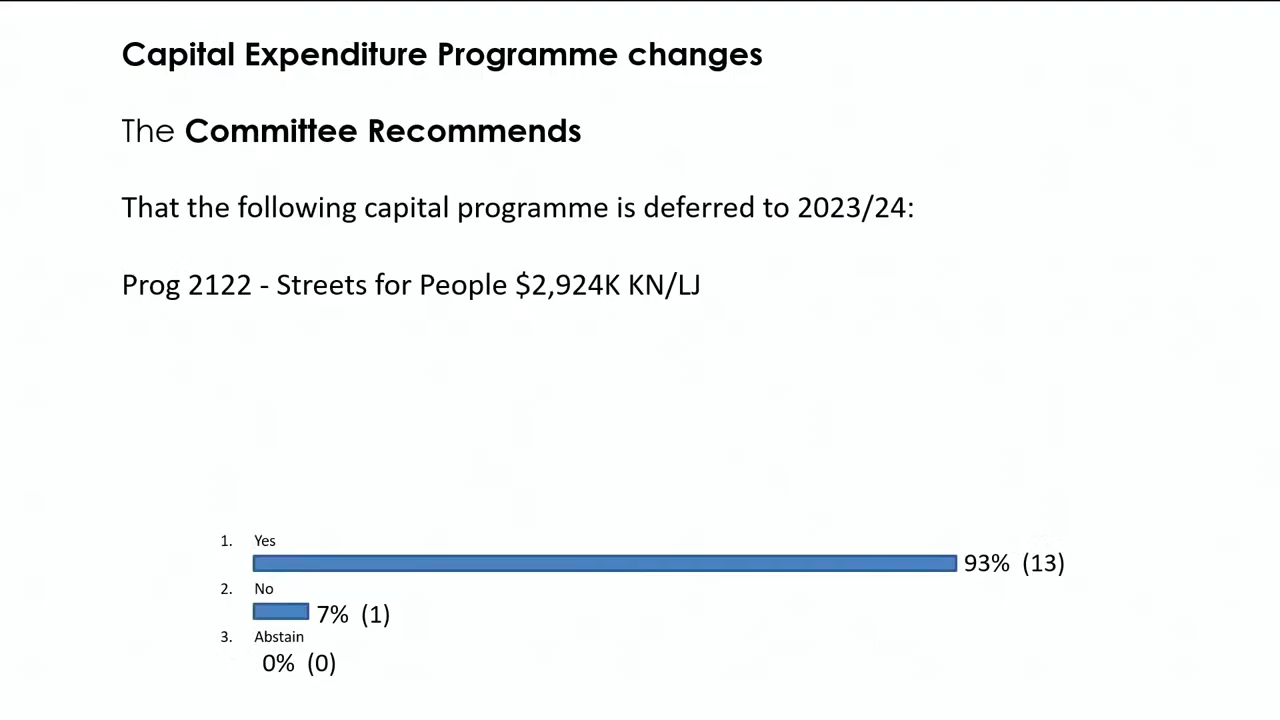 Capital Expenditure Programme changes
The Committee Recommends
That the following capital programme is deferred to 2023/24:
Prog 2122 - Streets for People $2,924K KN/LJ
1. Yes
93% (13)
2. No
7% (1)
3. Abstain
0% (0)